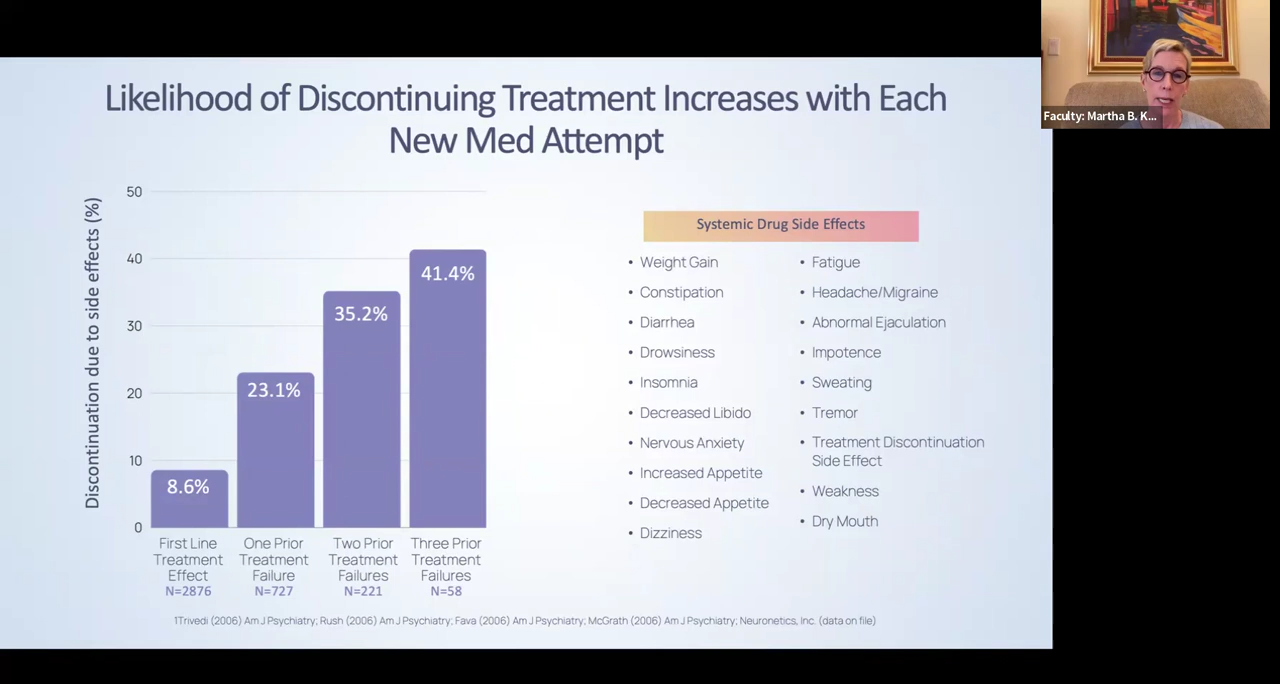 Likelihood of Discontinuing Treatment Increases with Each
New Med Attempt
Faculty: Martha B. K...
Discontinuation due to side effects (%)
50
40
30
20
10
0
8.6%
23.1%
35.2%
41.4%
First Line
Treatment
Effect
N=2876
One Prior
Treatment
Failure
N=727
Two Prior
Treatment
Failures
N=221
Three Prior
Treatment
Failures
N=58
Systemic Drug Side Effects
• Weight Gain
• Constipation
• Diarrhea
• Drowsiness
• Insomnia
• Decreased Libido
• Nervous Anxiety
• Increased Appetite
• Decreased Appetite
• Dizziness
• Fatigue
• Headache/Migraine
• Abnormal Ejaculation
• Impotence
• Sweating
• Tremor
• Treatment Discontinuation
Side Effect
• Weakness
• Dry Mouth
1Trivedi (2006) Am J Psychiatry; Rush (2006) Am J Psychiatry; Fava (2006) Am J Psychiatry; McGrath (2006) Am J Psychiatry; Neuronetics, Inc. (data on file)